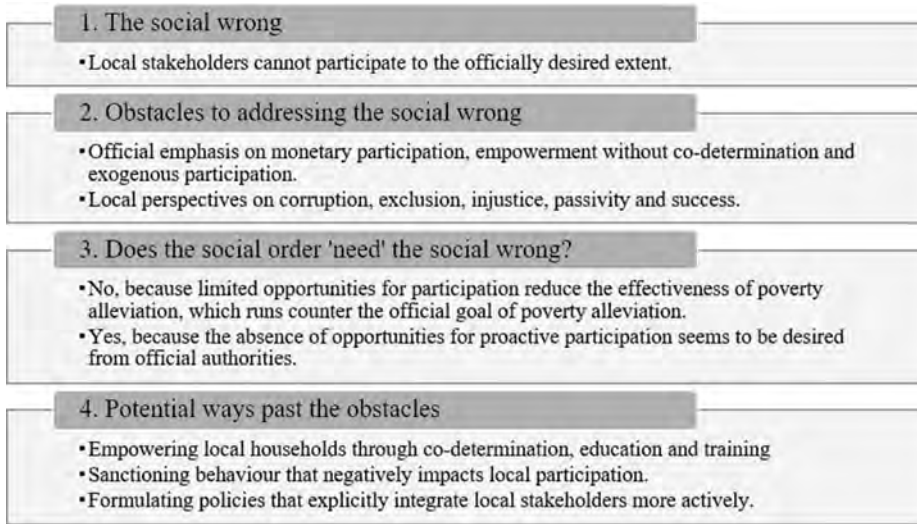 1. The social wrong
•Local stakeholders cannot participate to the officially desired extent.
2. Obstacles to addressing the social wrong
•Official emphasis on monetary participation, empowerment without co-determination and
exogenous participation.
•Local perspectives on corruption, exclusion, injustice, passivity and success.
3. Does the social order 'need' the social wrong?
•No, because limited opportunities for participation reduce the effectiveness of poverty
alleviation, which runs counter the official goal of poverty alleviation.
•Yes, because the absence of opportunities for proactive participation seems to be desired
from official authorities.
4. Potential ways past the obstacles
•Empowering local households through co-determination, education and training
•Sanctioning behaviour that negatively impacts local participation.
•Formulating policies that explicitly integrate local stakeholders more actively.